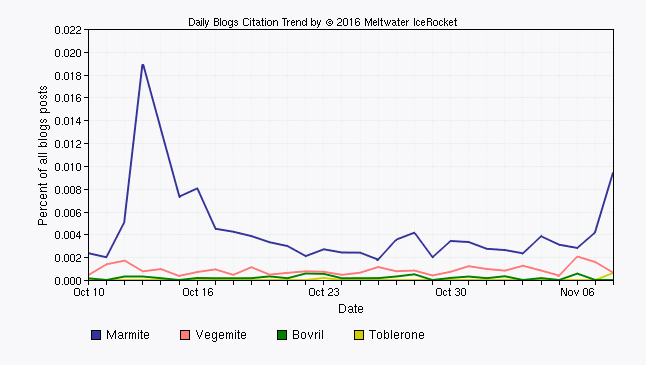 Daily Blogs Citation Trend by © 2016 Meltwater IceRocket
Percent of all blogs posts
0.022
0.020
0.018
0.016
0.014
0.012
0.010
0.008
0.006
0.004
0.002
0.000
Oct 10 Oct 16 Oct 23 Oct 30 Nov 06
Date
Marmite Vegemite Bovril Toblerone